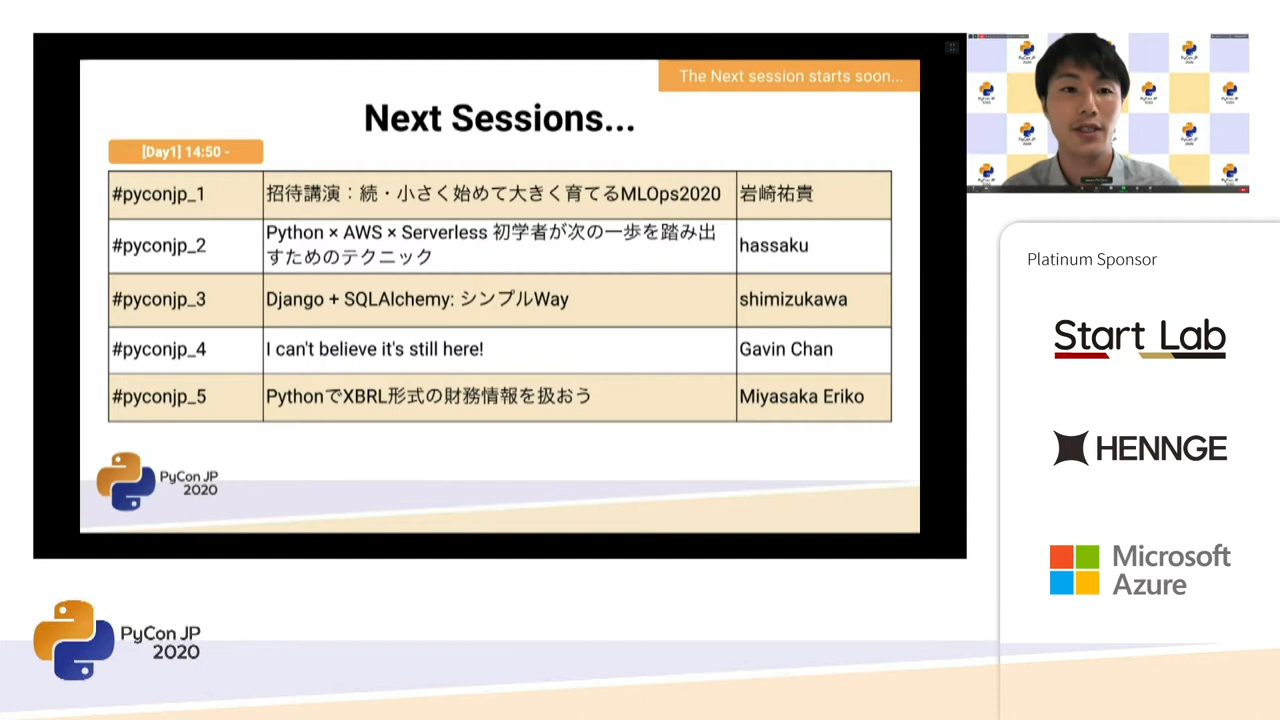 The Next session starts soon...
Next Sessions...
[Day1] 14:50 -
#pyconjp_1 招待講演：続・小さく始めて大きく育てるMLOps2020 岩崎祐貴
#pyconjp_2 Python × AWS × Serverless 初学者が次の一歩を踏み出
すためのテクニック hassaku
#pyconjp_3 Django + SQLAlchemy: シンプルWay shimizukawa
#pyconjp_4 I can't believe it's still here! Gavin Chan
#pyconjp_5 PythonでXBRL形式の財務情報を扱おう Miyasaka Eriko
PyCon JP
2020
Platinum Sponsor
Start Lab
HENNGE
Microsoft
Azure
PyCon JP
2020